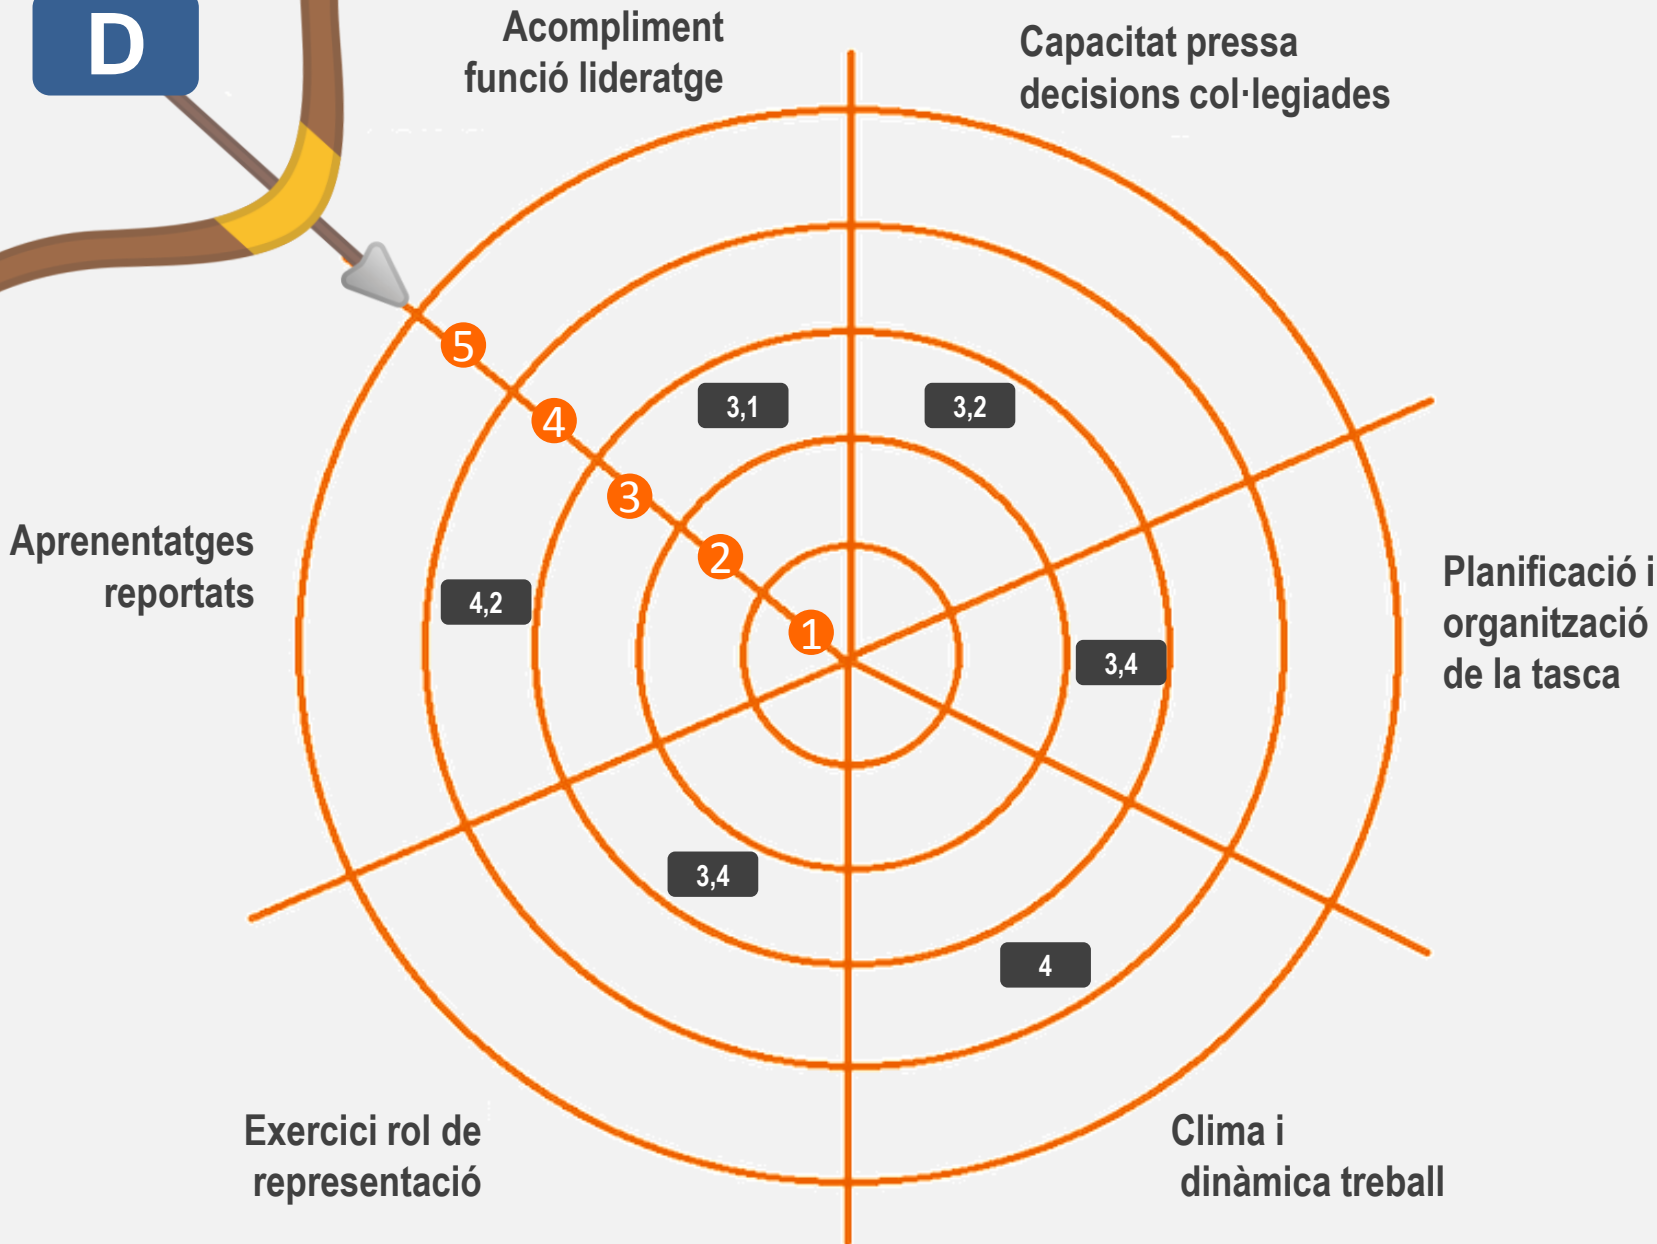 D
Acompliment
funció lideratge
Capacitat pressa
decisions col·legiades
5
4
3
2
1
3,1
3,2
Aprenentatges
reportats
4,2
3,4
Planificació i
organització
de la tasca
3,4
4
Exercici rol de
representació
Clima i
dinàmica treball